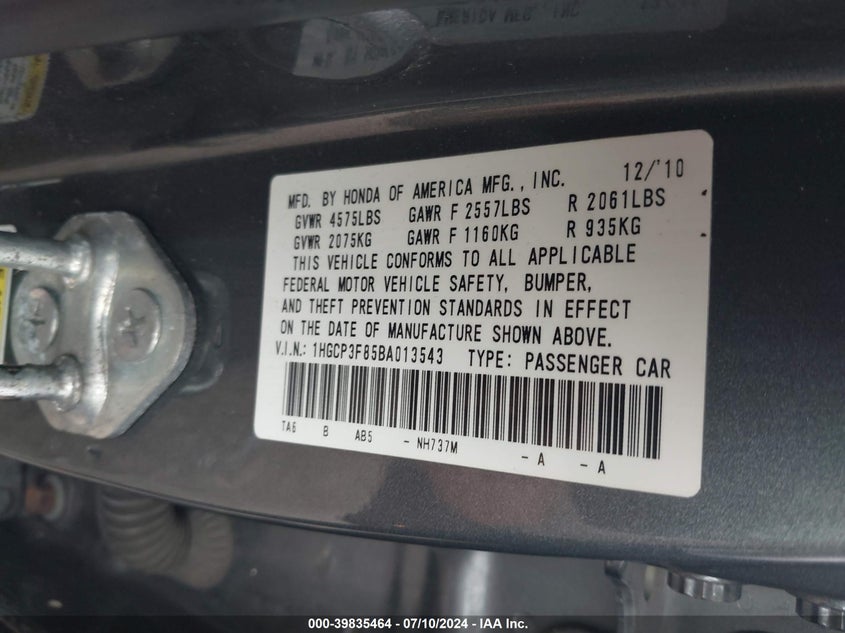 MFD. BY HONDA OF AMERICA MFG., INC. 12/'10
GVWR 4575LBS GAWR F 2557LBS R 2061LBS
GVWR 2075KG GAWR F 1160KG R 935KG
THIS VEHICLE CONFORMS TO ALL APPLICABLE
FEDERAL MOTOR VEHICLE SAFETY, BUMPER,
AND THEFT PREVENTION STANDARDS IN EFFECT
ON THE DATE OF MANUFACTURE SHOWN ABOVE.
V.I.N.: 1HGCP3F85BA013543 TYPE: PASSENGER CAR
TA6 B AB5 - NH737M - A - A
000-39835464 - 07/10/2024 - IAA Inc.